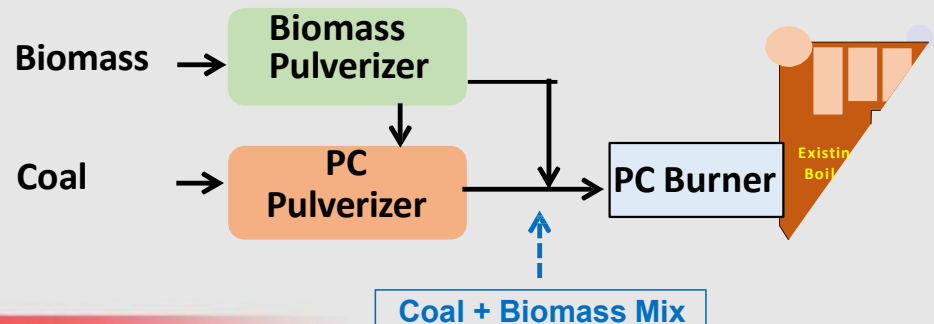 Biomass
Biomass
Pulverizer
Coal
PC
Pulverizer
PC Burner
Coal + Biomass Mix